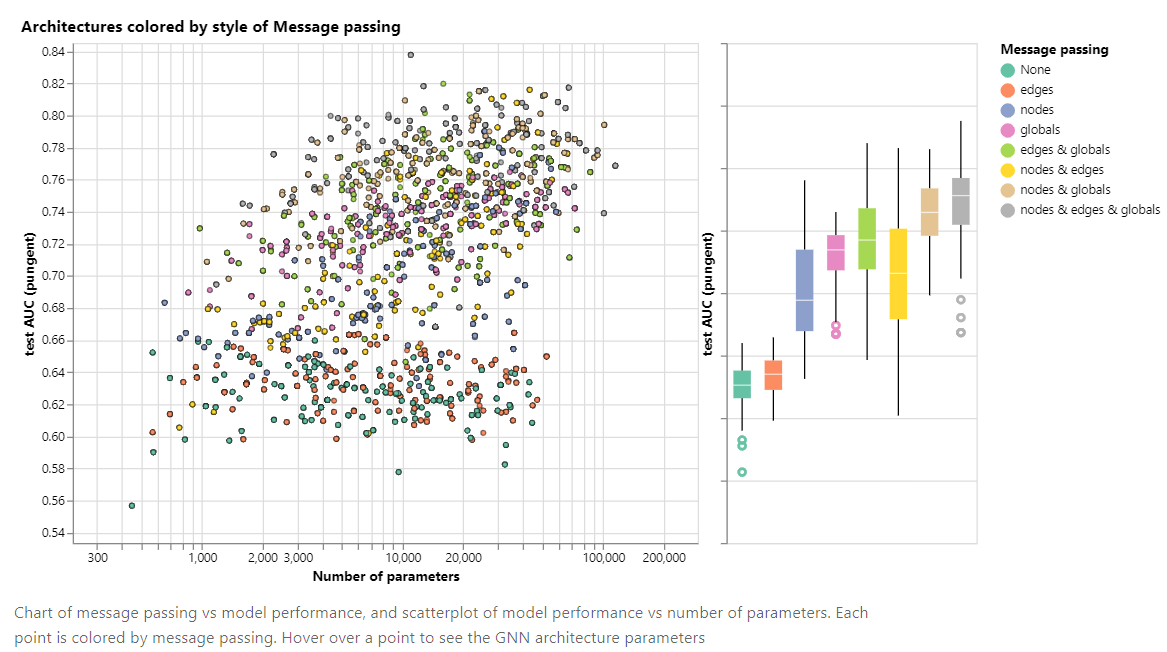 Architectures colored by style of Message passing
0.84
0.82
0.80
0.78
0.76
0.74
0.72
0.70
0.68
0.66
0.64
0.62
0.60
0.58
0.56
0.54
test AUC (pungent)
300
1,000
2,000
3,000
10,000
20,000
100,000
200,000
Number of parameters
test AUC (pungent)
Message passing
None
edges
nodes
globals
edges & globals
nodes & edges
nodes & globals
nodes & edges & globals
Chart of message passing vs model performance, and scatterplot of model performance vs number of parameters. Each
point is colored by message passing. Hover over a point to see the GNN architecture parameters